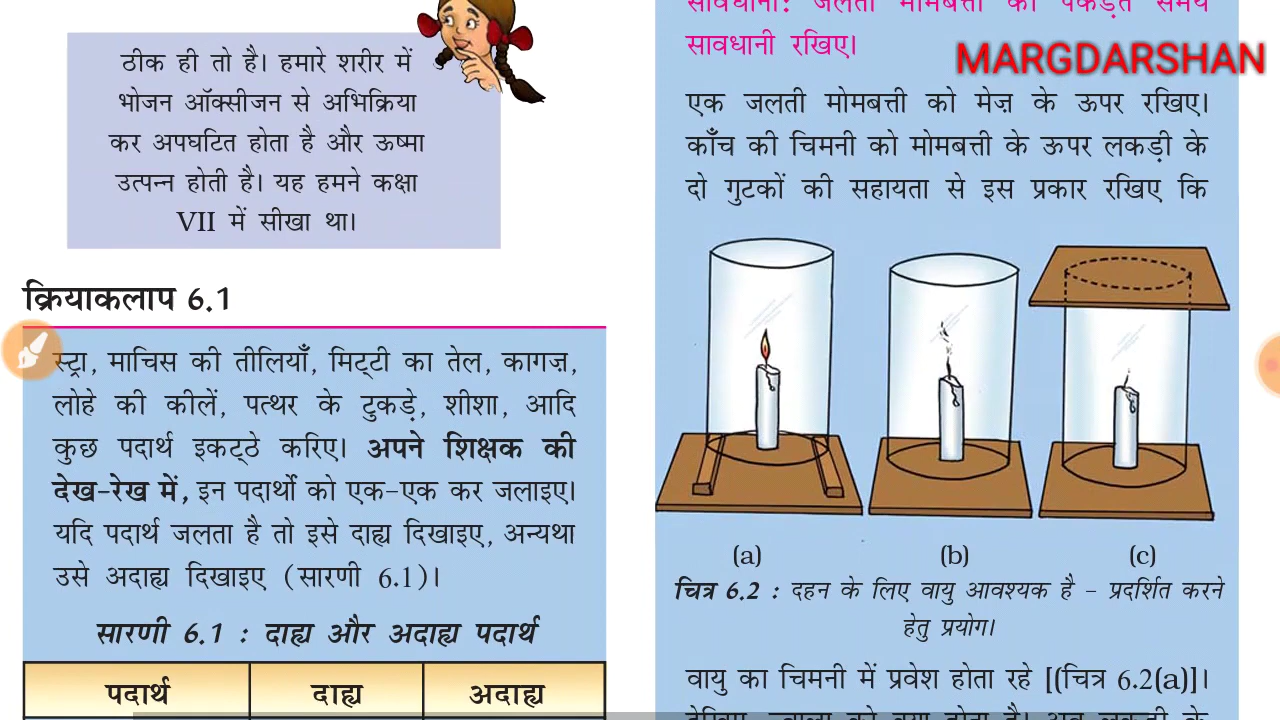 ठीक ही तो है। हमारे शरीर में
भोजन ऑक्सीजन से अभिक्रिया
कर अपघटित होता है और ऊष्मा
उत्पन्न होती है। यह हमने कक्षा
VII में सीखा था।
क्रियाकलाप 6.1
स्ट्रा, माचिस की तीलियाँ, मिट्टी का तेल, कागज़,
लोहे की कीलें, पत्थर के टुकड़े, शीशा, आदि
कुछ पदार्थ इकट्ठे करिए। अपने शिक्षक की
देख-रेख में, इन पदार्थो को एक-एक कर जलाइए।
यदि पदार्थ जलता है तो इसे दाह्य दिखाइए, अन्यथा
उसे अदाह्य दिखाइए (सारणी 6.1)।
सारणी 6.1 : दाह्य और अदाह्य पदार्थ
पदार्थ दाह्य अदाह्य
सावधानी: जलती मोमबत्ती को पकड़ते समय
सावधानी रखिए।
MARGDARSHAN
एक जलती मोमबत्ती को मेज़ के ऊपर रखिए।
काँच की चिमनी को मोमबत्ती के ऊपर लकड़ी के
दो गुटकों की सहायता से इस प्रकार रखिए कि
(a) (b) (c)
चित्र 6.2 : दहन के लिए वायु आवश्यक है - प्रदर्शित करने
हेतु प्रयोग।
वायु का चिमनी में प्रवेश होता रहे [(चित्र 6.2(a)]।